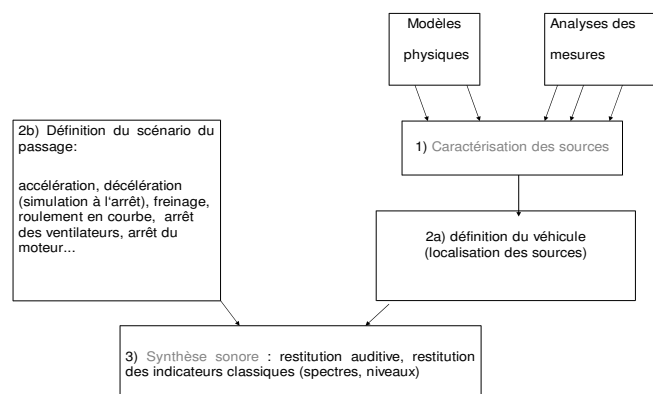 Modèles
physiques
Analyses des
mesures
1) Caractérisation des sources
2b) Définition du scénario du
passage:
accélération, décélération
(simulation à l'arrêt), freinage,
roulement en courbe, arrêt
des ventilateurs, arrêt du
moteur...
2a) définition du véhicule
(localisation des sources)
3) Synthèse sonore : restitution auditive, restitution
des indicateurs classiques (spectres, niveaux)